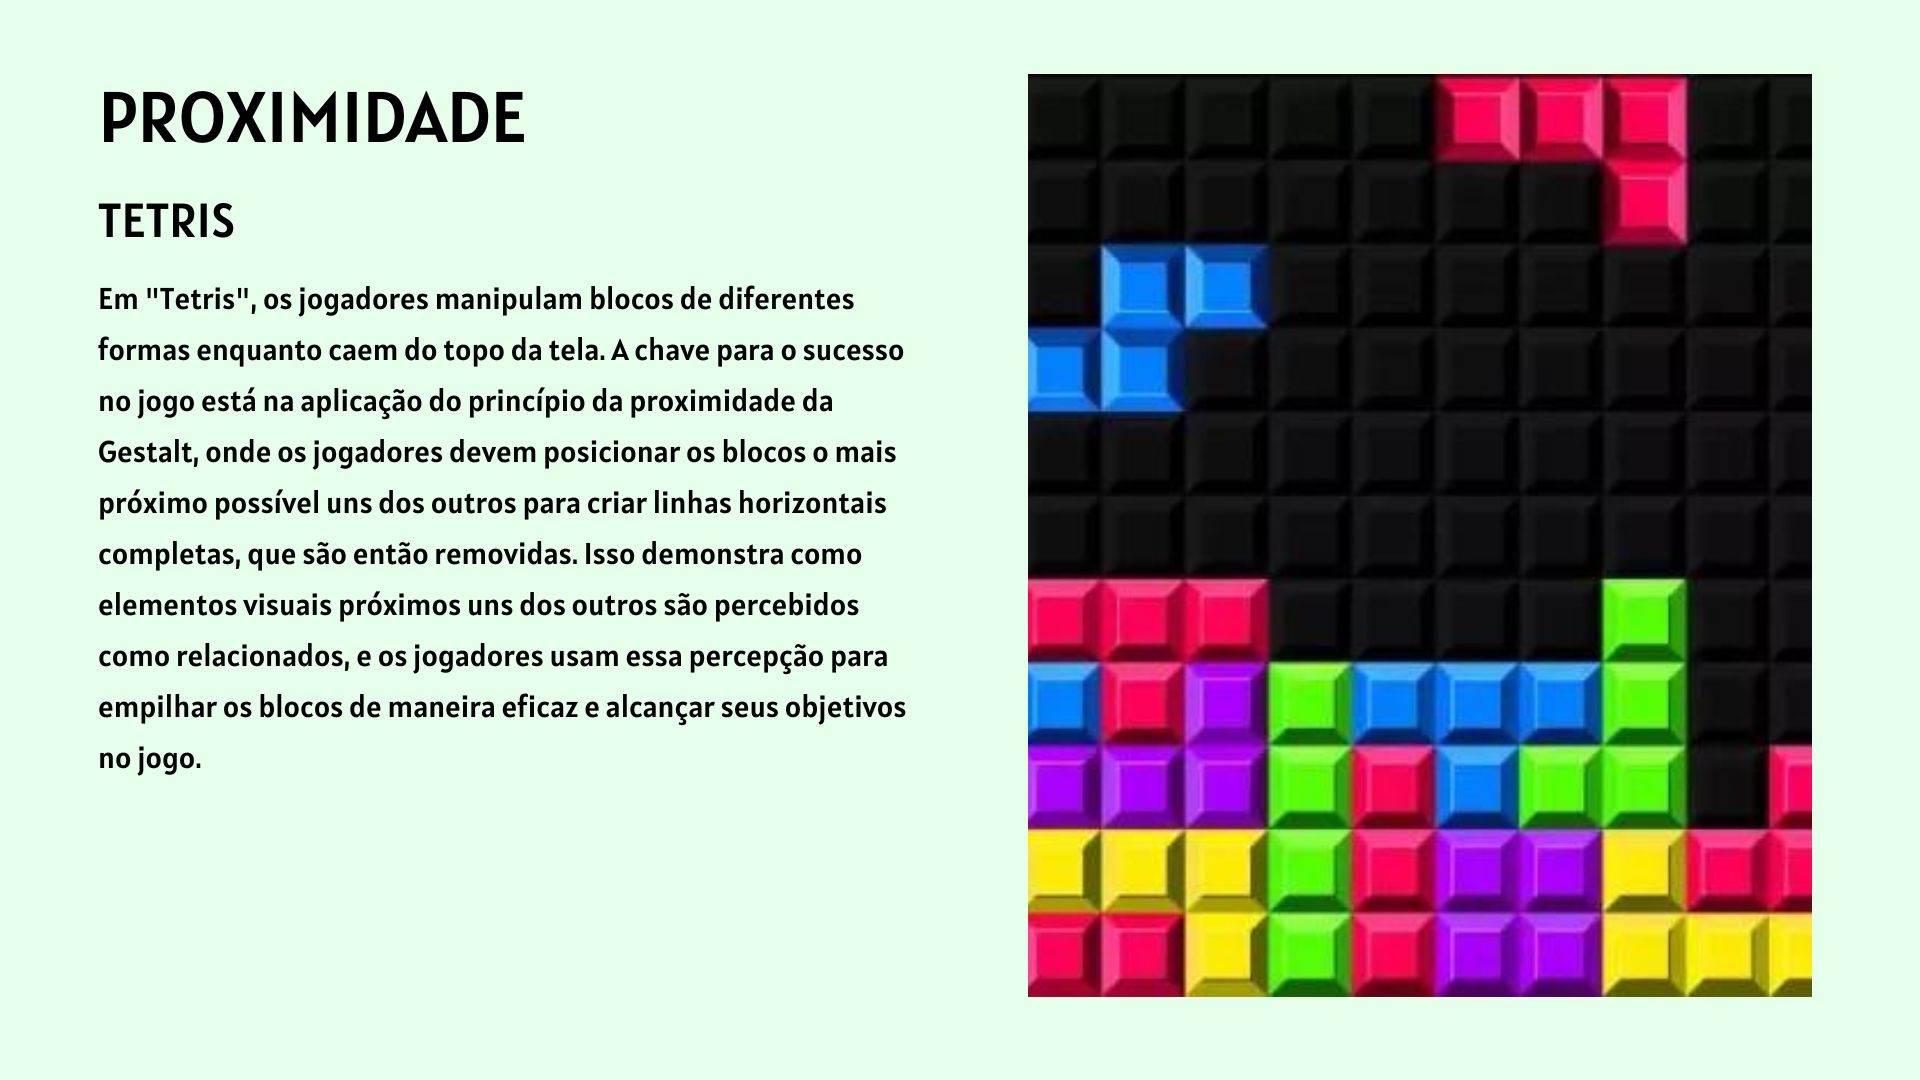 PROXIMIDADE
TETRIS
Em "Tetris", os jogadores manipulam blocos de diferentes
formas enquanto caem do topo da tela. A chave para o sucesso
no jogo está na aplicação do princípio da proximidade da
Gestalt, onde os jogadores devem posicionar os blocos o mais
próximo possível uns dos outros para criar linhas horizontais
completas, que são então removidas. Isso demonstra como
elementos visuais próximos uns dos outros são percebidos
como relacionados, e os jogadores usam essa percepção para
empilhar os blocos de maneira eficaz e alcançar seus objetivos
no jogo.